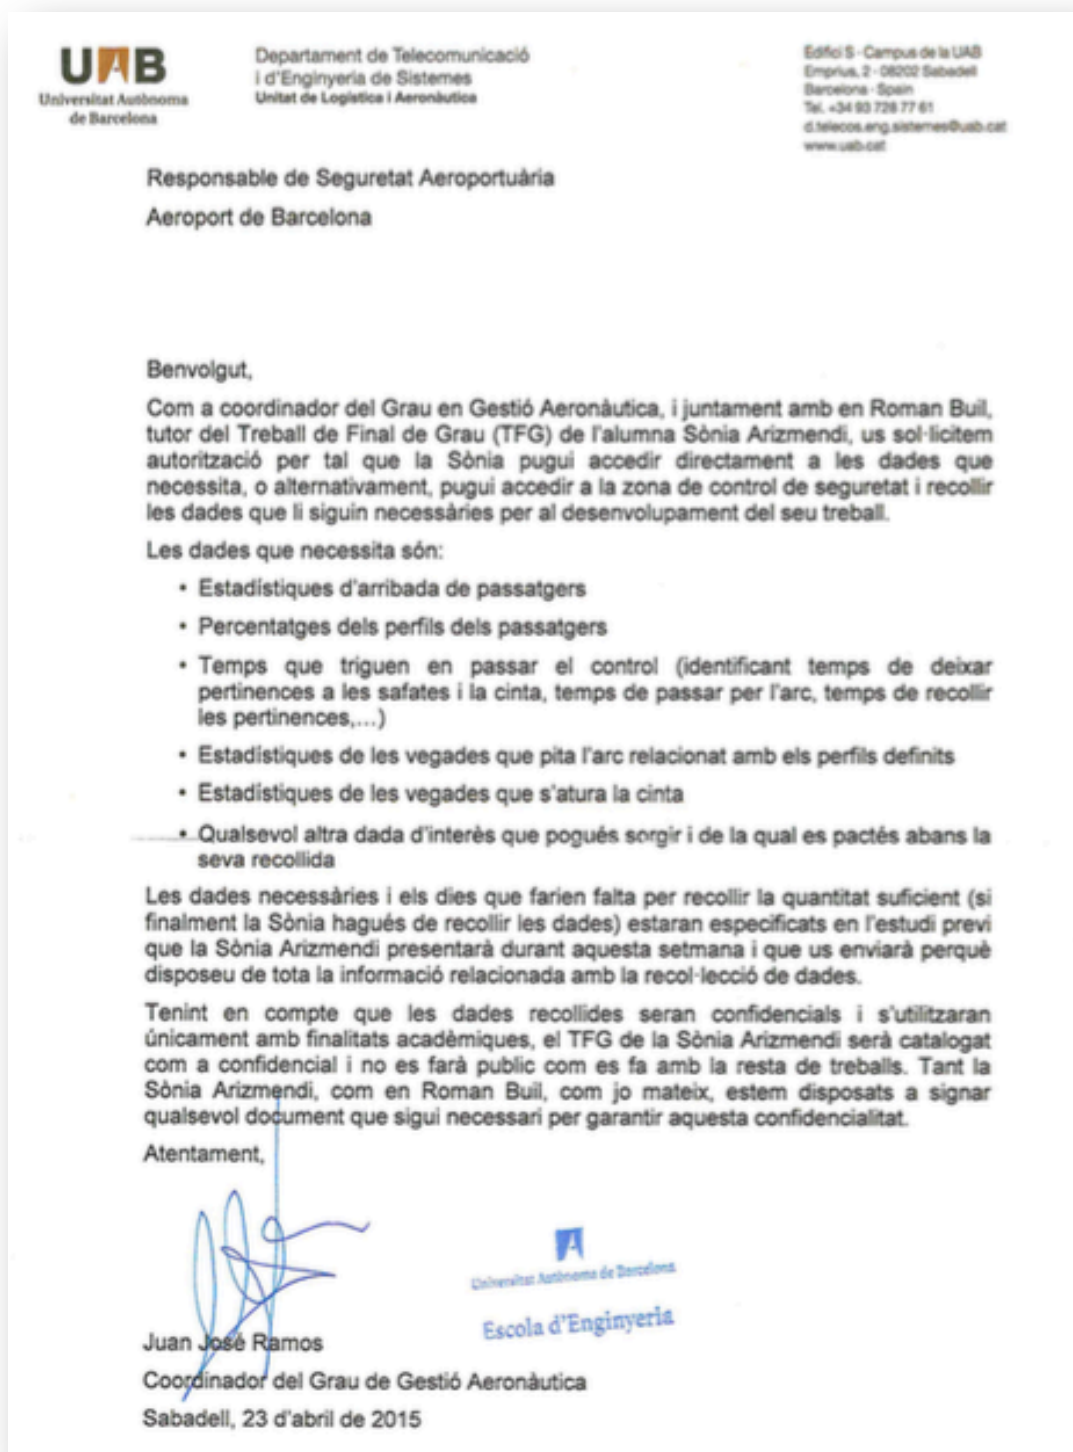 UAB
Universitat Autònoma
de Barcelona
Departament de Telecomunicació
i d'Enginyeria de Sistemes
Unitat de Logística i Aeronàutica
Edifici S - Campus de la UAB
Emprius, 2 - 08202 Sabadell
Barcelona - Spain
Tel. +34 93 728 77 61
d.telecos.eng.sistemes@uab.cat
www.uab.cat
Responsable de Seguretat Aeroportuària
Aeroport de Barcelona
Benvolgut,
Com a coordinador del Grau en Gestió Aeronàutica, i juntament amb en Roman Buil,
tutor del Treball de Final de Grau (TFG) de l'alumna Sònia Arizmendi, us sol·licitem
autorització per tal que la Sònia pugui accedir directament a les dades que
necessita, o alternativament, pugui accedir a la zona de control de seguretat i recollir
les dades que li siguin necessàries per al desenvolupament del seu treball.
Les dades que necessita són:
• Estadístiques d'arribada de passatgers
• Percentatges dels perfils dels passatgers
• Temps que triguen en passar el control (identificant temps de deixar
pertinences a les safates i la cinta, temps de passar per l'arc, temps de recollir
les pertinences,...)
• Estadístiques de les vegades que pita l'arc relacionat amb els perfils definits
• Estadístiques de les vegades que s'atura la cinta
• Qualsevol altra dada d'interès que pogués sorgir i de la qual es pactés abans la
seva recollida
Les dades necessàries i els dies que farien falta per recollir la quantitat suficient (si
finalment la Sònia hagués de recollir les dades) estaran especificats en l'estudi previ
que la Sònia Arizmendi presentarà durant aquesta setmana i que us enviarà perquè
disposeu de tota la informació relacionada amb la recol·lecció de dades.
Tenint en compte que les dades recollides seran confidencials i s'utilitzaran
únicament amb finalitats acadèmiques, el TFG de la Sònia Arizmendi serà catalogat
com a confidencial i no es farà public com es fa amb la resta de treballs. Tant la
Sònia Arizmendi, com en Roman Buil, com jo mateix, estem disposats a signar
qualsevol document que sigui necessari per garantir aquesta confidencialitat.
Atentament,
Universitat Autònoma de Barcelona
Escola d'Enginyeria
Juan José Ramos
Coordinador del Grau de Gestió Aeronàutica
Sabadell, 23 d'abril de 2015